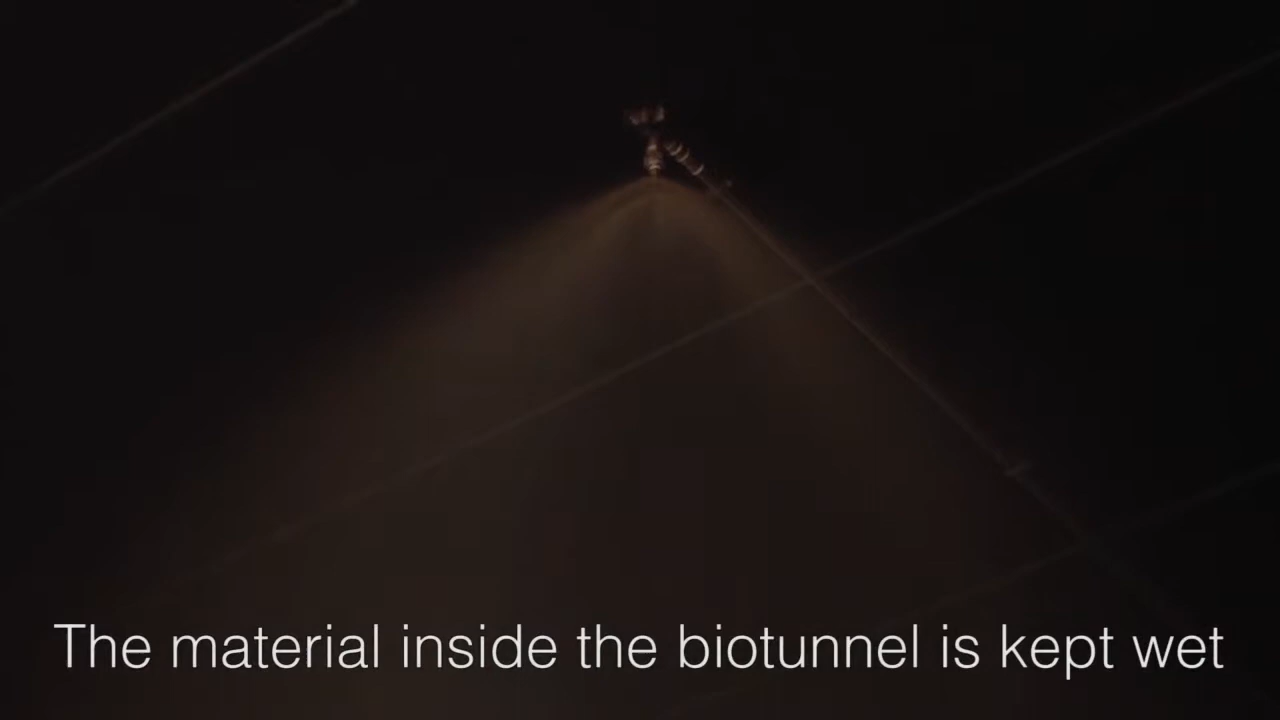 The material inside the biotunnel is kept wet